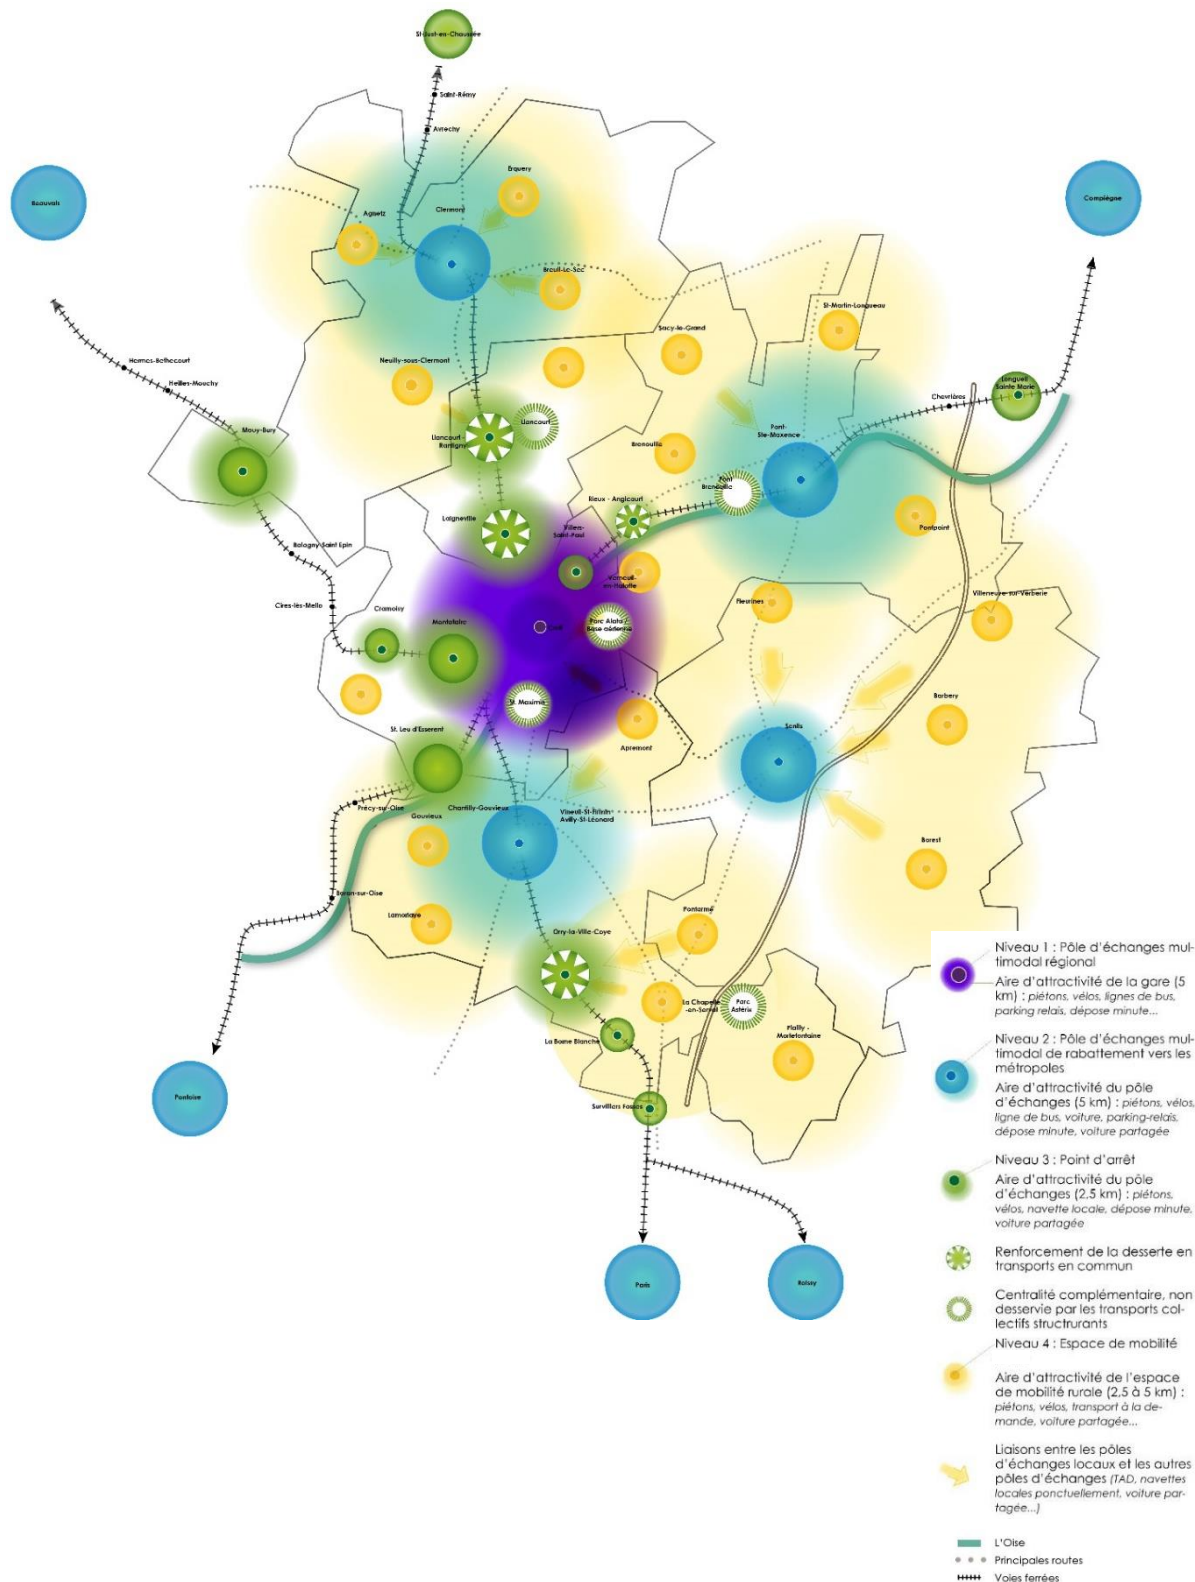 St-Just-en-Chaussée
Saint-Rémy
Avrechy
Erquery
Beauvais
Compiègne
Agnetz
Clermont
Breuil-Le-Sec
St-Martin-Longueau
Sacy-le-Grand
Hermes-Bethecourt
Heilles-Mouchy
Neuilly-sous-Clermont
Longueil
Sainte Marie
Chevrières
Mouy-Bury
Liancourt -
Rantigny
Liancourt
Pont-
Ste-Maxence
Brenouille
Pont
Brenouille
Rieux - Angicourt
Laigneville
Villers-
Saint-Paul
Pontpoint
Balagny-Saint Epin
Verneuil-
en-Halatte
Cires-lès-Mello
Fleurines
Villeneuve-sur-Verberie
Cramoisy
Montataire
Creil
Parc Alata /
Base aérienne
Barbery
St. Maximin
St. Leu d'Esserent
Apremont
Senlis
Précy-sur-Oise
Chantilly-Gouvieux
Vineuil-St-Firmin
Avilly-St-Léonard
Gouvieux
Borest
Boran-sur-Oise
Lamorlaye
Pontarmé
Orry-la-Ville-Coye
La Chapelle
-en-Serval
Parc
Astérix
La Borne Blanche
Plailly -
Mortefontaine
Survilliers Fosses
Pontoise
Paris
Roissy
Niveau 1 : Pôle d'échanges mul-
timodal régional
Aire d'attractivité de la gare (5
km) : piétons, vélos, lignes de bus,
parking relais, dépose minute...
Niveau 2 : Pôle d'échanges mul-
timodal de rabattement vers les
métropoles
Aire d'attractivité du pôle
d'échanges (5 km) : piétons, vélos,
ligne de bus, voiture, parking-relais,
dépose minute, voiture partagée
Niveau 3 : Point d'arrêt
Aire d'attractivité du pôle
d'échanges (2,5 km) : piétons,
vélos, navette locale, dépose minute,
voiture partagée
Renforcement de la desserte en
transports en commun
Centralité complémentaire, non
desservie par les transports col-
lectifs structrurants
Niveau 4 : Espace de mobilité
Aire d'attractivité de l'espace
de mobilité rurale (2,5 à 5 km) :
piétons, vélos, transport à la de-
mande, voiture partagée...
Liaisons entre les pôles
d'échanges locaux et les autres
pôles d'échanges (TAD, navettes
locales ponctuellement, voiture par-
tagée...)
L'Oise
Principales routes
Voies ferrées